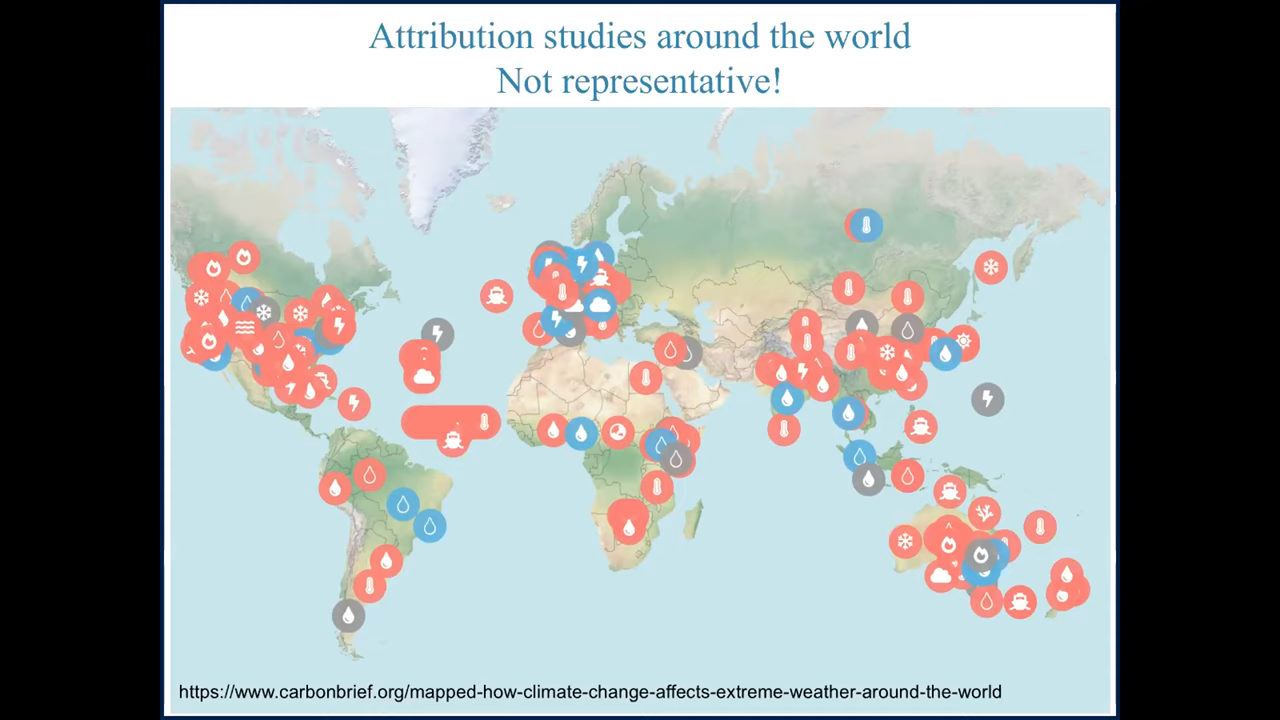 Attribution studies around the world
Not representative!
https://www.carbonbrief.org/mapped-how-climate-change-affects-extreme-weather-around-the-world